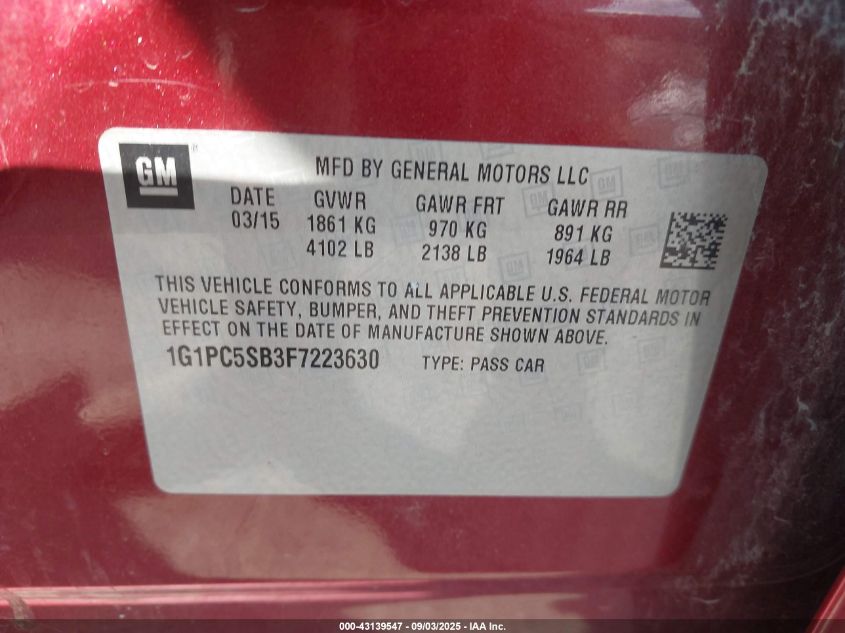 GM
MFD BY GENERAL MOTORS LLC
DATE GVWR GAWR FRT GAWR RR
03/15 1861 KG 970 KG 891 KG
4102 LB 2138 LB 1964 LB
THIS VEHICLE CONFORMS TO ALL APPLICABLE U.S. FEDERAL MOTOR
VEHICLE SAFETY, BUMPER, AND THEFT PREVENTION STANDARDS IN
EFFECT ON THE DATE OF MANUFACTURE SHOWN ABOVE.
1G1PC5SB3F7223630 TYPE: PASS CAR
000-43139547 - 09/03/2025 - IAA Inc.